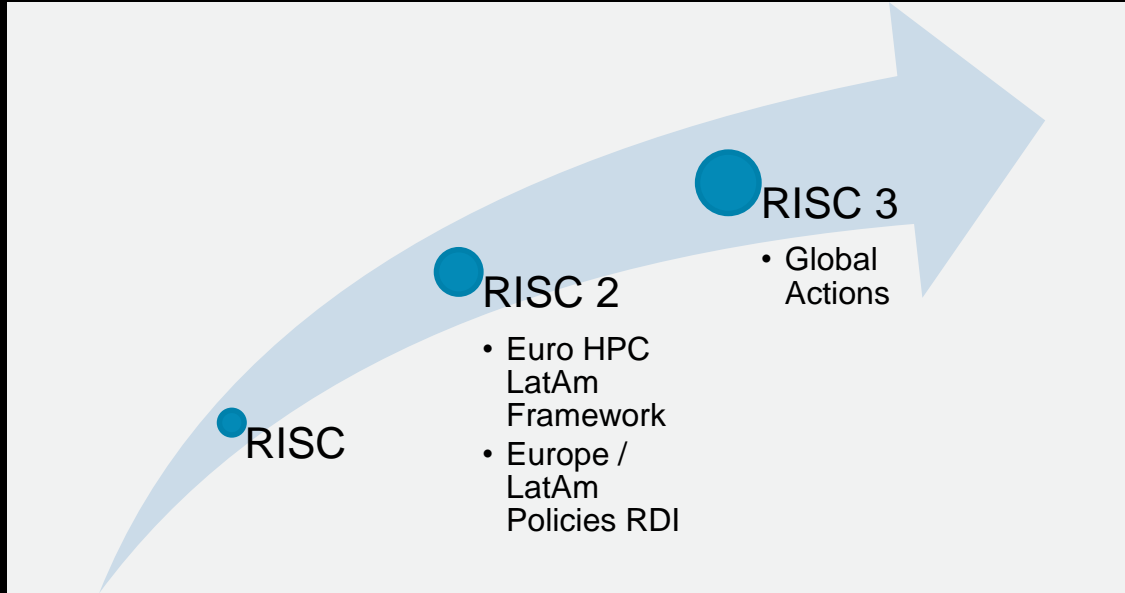 RISC
RISC 2
• Euro HPC
LatAm
Framework
• Europe /
LatAm
Policies RDI
RISC 3
• Global
Actions